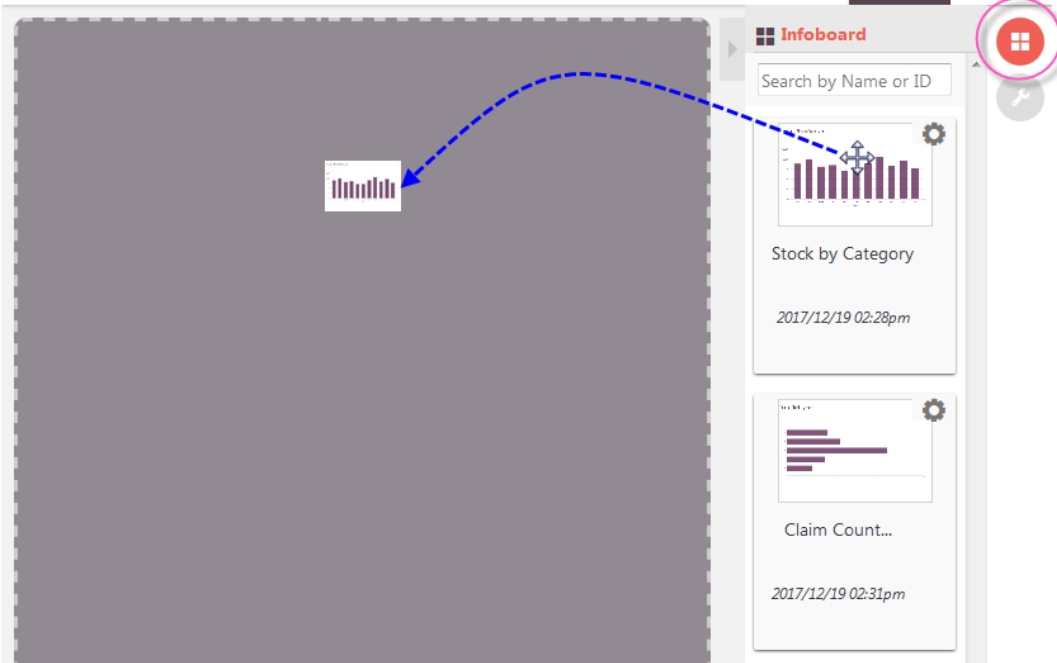 Infoboard
Search by Name or ID
Stock by Category
2017/12/19 02:28pm
Claim Count...
2017/12/19 02:31pm